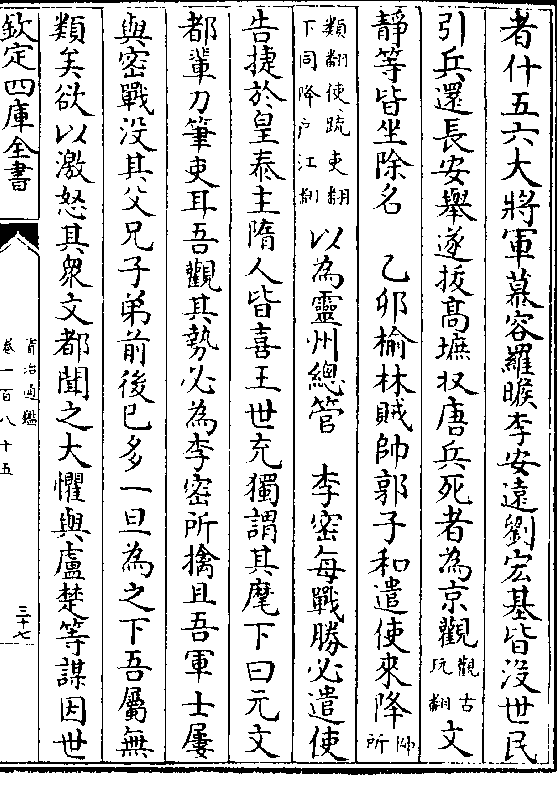 者什五六大將軍慕容羅睺李安遠劉宏基皆沒世民
引兵還長安舉遂拔高墌収唐兵死者為京觀觀古玩翻文
靜等皆坐除名　乙卯榆林賊帥郭子和遣使來降帥所
類翻使疏吏翻下同降户江翻以為靈州總管　李密每戰勝必遣使
告捷於皇泰主隋人皆喜王世充獨謂其麾下曰元文
都輩刀筆吏耳吾觀其勢必為李密所擒且吾軍士屢
與密戰没其父兄子弟前後已多一旦為之下吾屬無
類矣欲以激怒其衆文都聞之大懼與盧楚等謀因世
欽定四庫全書
資治通鑑
卷一百八十五
三十七